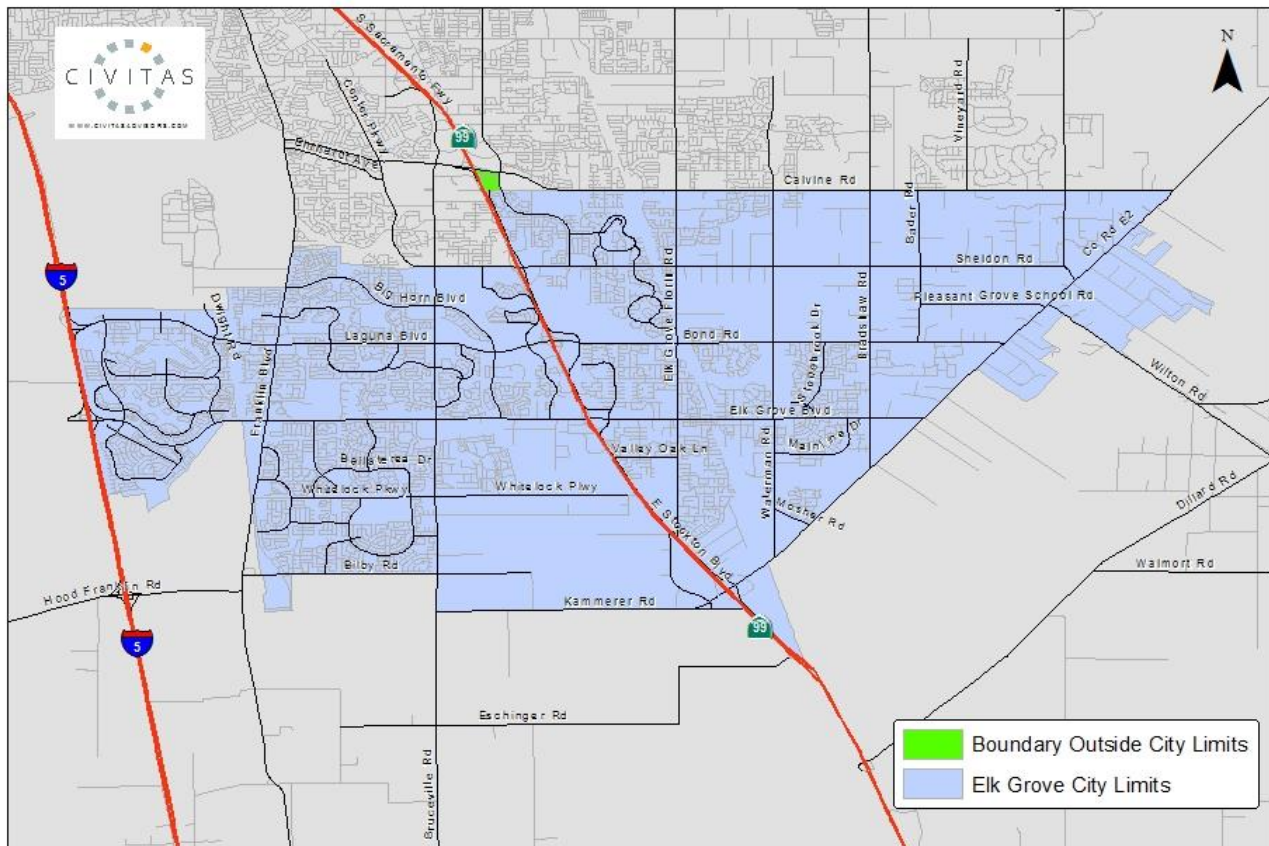 CIVITAS
WWW.CIVITASADVISORS.COM
N
S Sacramento Fwy
Center Pkwy
99
Vineyard Rd
Calvine Rd
Bader Rd
Co Rd E2
Sheldon Rd
5
Big Horn Blvd
Dwight Rd
Elk Grove Florin Rd
Pleasant Grove School Rd
Laguna Blvd
Bond Rd
Bradshaw Rd
Franklin Blvd
Wilton Rd
Elk Grove Blvd
Mainline Dr
Valley Oak Ln
Waterman Rd
Whitelock Pkwy
Whitelock Pkwy
Mosher Rd
Dillard Rd
E Stockton Blvd
Bilby Rd
Walmort Rd
Hood Franklin Rd
Kammerer Rd
99
5
Eschinger Rd
Bruceville Rd
Boundary Outside City Limits
Elk Grove City Limits